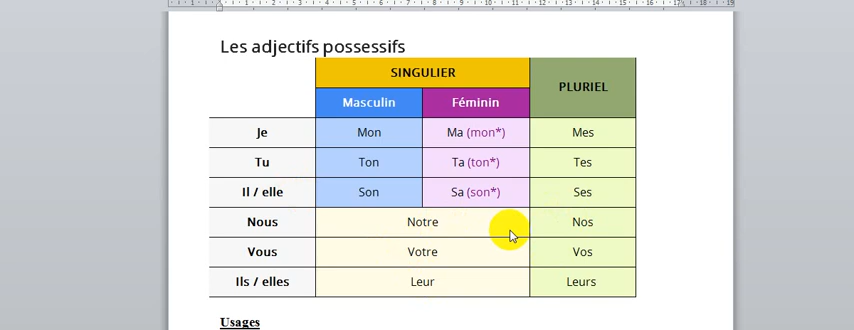 Les adjectifs possessifs
SINGULIER
PLURIEL
Masculin Féminin
Je Mon Ma (mon*) Mes
Tu Ton Ta (ton*) Tes
Il / elle Son Sa (son*) Ses
Nous Notre Nos
Vous Votre Vos
Ils / elles Leur Leurs
Usages